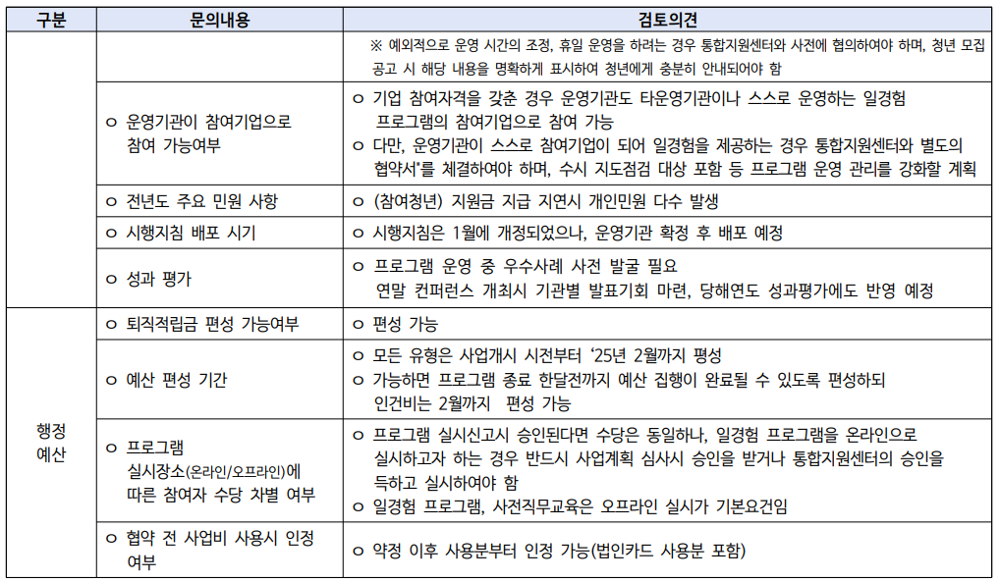 구분 문의내용 검토의견
※ 예외적으로 운영 시간의 조정, 휴일 운영을 하려는 경우 통합지원센터와 사전에 협의하여야 하며, 청년 모집
공고 시 해당 내용을 명확하게 표시하여 청년에게 충분히 안내되어야 함
ㅇ 운영기관이 참여기업으로
참여 가능여부
ㅇ 기업 참여자격을 갖춘 경우 운영기관도 타운영기관이나 스스로 운영하는 일경험
프로그램의 참여기업으로 참여 가능
ㅇ 다만, 운영기관이 스스로 참여기업이 되어 일경험을 제공하는 경우 통합지원센터와 별도의
협약서*를 체결하여야 하며, 수시 지도점검 대상 포함 등 프로그램 운영 관리를 강화할 계획
ㅇ 전년도 주요 민원 사항
ㅇ (참여청년) 지원금 지급 지연시 개인민원 다수 발생
ㅇ 시행지침 배포 시기
ㅇ 시행지침은 1월에 개정되었으나, 운영기관 확정 후 배포 예정
ㅇ 성과 평가
ㅇ 프로그램 운영 중 우수사례 사전 발굴 필요
연말 컨퍼런스 개최시 기관별 발표기회 마련, 당해연도 성과평가에도 반영 예정
행정
예산
ㅇ 퇴직적립금 편성 가능여부
ㅇ 편성 가능
ㅇ 예산 편성 기간
ㅇ 모든 유형은 사업개시 시전부터 ‘25년 2월까지 평성
ㅇ 가능하면 프로그램 종료 한달전까지 예산 집행이 완료될 수 있도록 편성하되
인건비는 2월까지 편성 가능
ㅇ 프로그램
실시장소(온라인/오프라인)에
따른 참여자 수당 차별 여부
ㅇ 프로그램 실시신고시 승인된다면 수당은 동일하나, 일경험 프로그램을 온라인으로
실시하고자 하는 경우 반드시 사업계획 심사시 승인을 받거나 통합지원센터의 승인을
득하고 실시하여야 함
ㅇ 일경험 프로그램, 사전직무교육은 오프라인 실시가 기본요건임
ㅇ 협약 전 사업비 사용시 인정
여부
ㅇ 약정 이후 사용분부터 인정 가능(법인카드 사용분 포함)